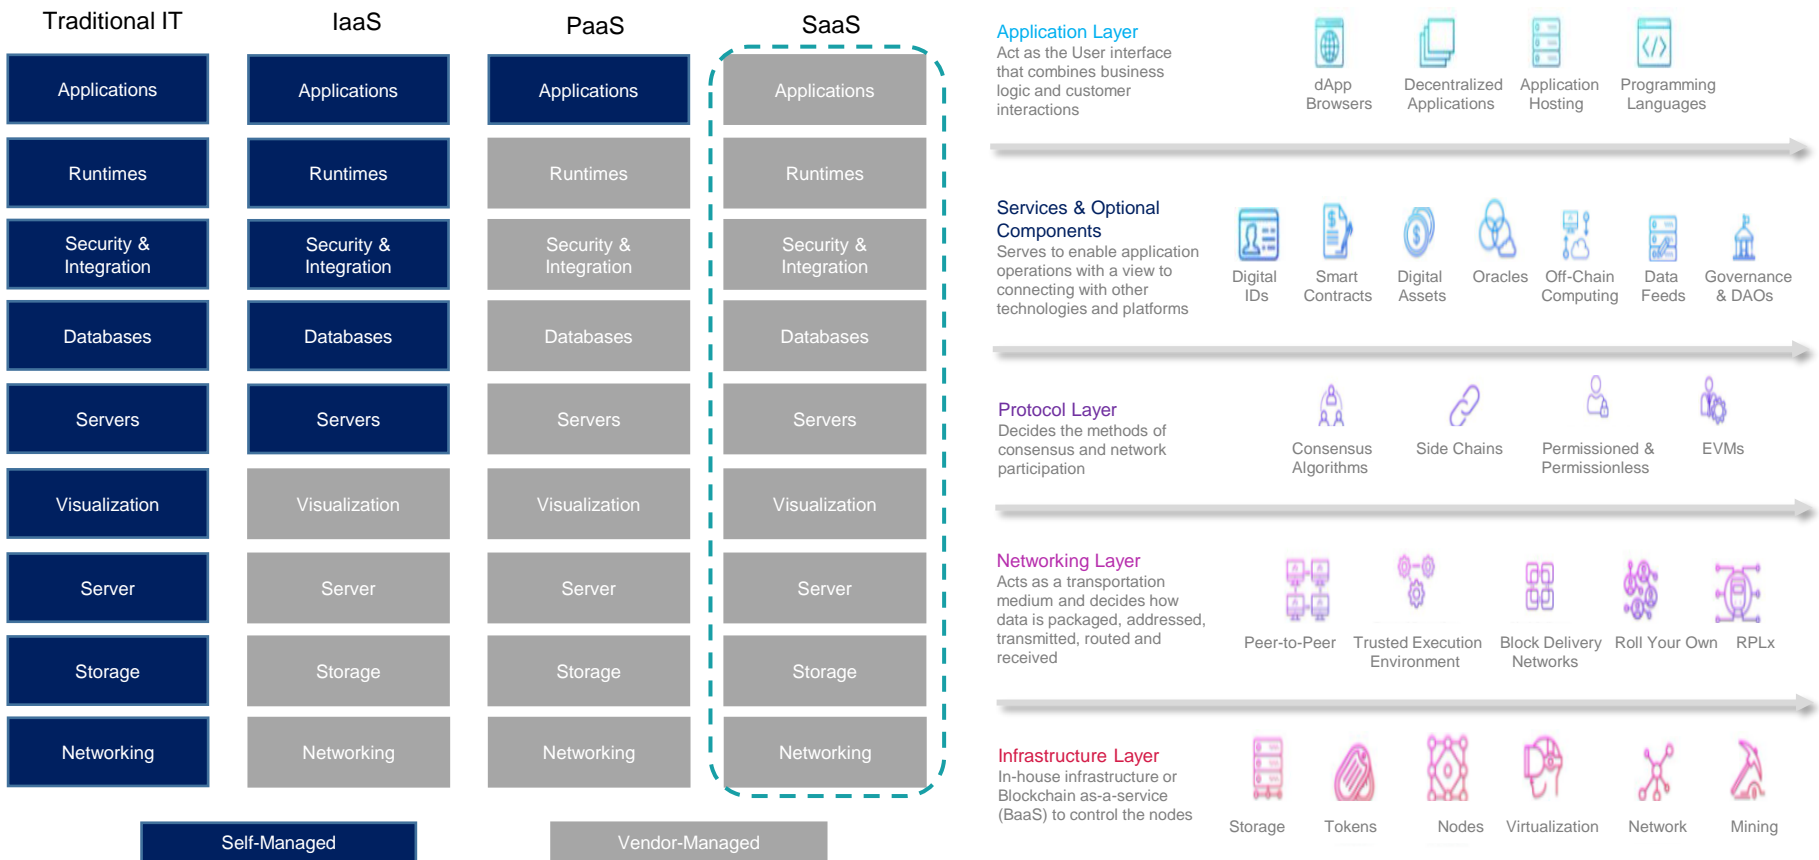 Traditional IT
IaaS
PaaS
SaaS
Applications
Applications
Applications
Applications
Runtimes
Runtimes
Runtimes
Runtimes
Security &
Integration
Security &
Integration
Security &
Integration
Security &
Integration
Databases
Databases
Databases
Databases
Servers
Servers
Servers
Servers
Visualization
Visualization
Visualization
Visualization
Server
Server
Server
Server
Storage
Storage
Storage
Storage
Networking
Networking
Networking
Networking
Self-Managed
Vendor-Managed
Application Layer
Act as the User interface
that combines business
logic and customer
interactions
dApp
Browsers
Decentralized
Applications
Application
Hosting
Programming
Languages
Services & Optional
Components
Serves to enable application
operations with a view to
connecting with other
technologies and platforms
Digital
IDs
Smart
Contracts
Digital
Assets
Oracles
Off-Chain
Computing
Data
Feeds
Governance
& DAOs
Protocol Layer
Decides the methods of
consensus and network
participation
Consensus
Algorithms
Side Chains
Permissioned &
Permissionless
EVMs
Networking Layer
Acts as a transportation
medium and decides how
data is packaged, addressed,
transmitted, routed and
received
Peer-to-Peer
Trusted Execution
Environment
Block Delivery
Networks
Roll Your Own
RPLx
Infrastructure Layer
In-house infrastructure or
Blockchain as-a-service
(BaaS) to control the nodes
Storage
Tokens
Nodes
Virtualization
Network
Mining